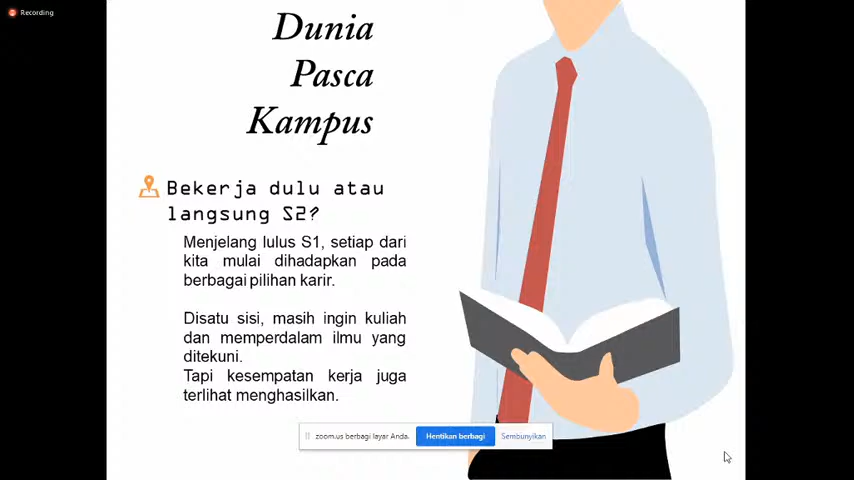 Recording
Dunia
Pasca
Kampus
Bekerja dulu atau
langsung S2?
Menjelang lulus S1, setiap dari
kita mulai dihadapkan pada
berbagai pilihan karir.
Disatu sisi, masih ingin kuliah
dan memperdalam ilmu yang
ditekuni.
Tapi kesempatan kerja juga
terlihat menghasilkan.
zoom.us berbagi layar Anda.
Hentikan berbagi
Sembunyikan